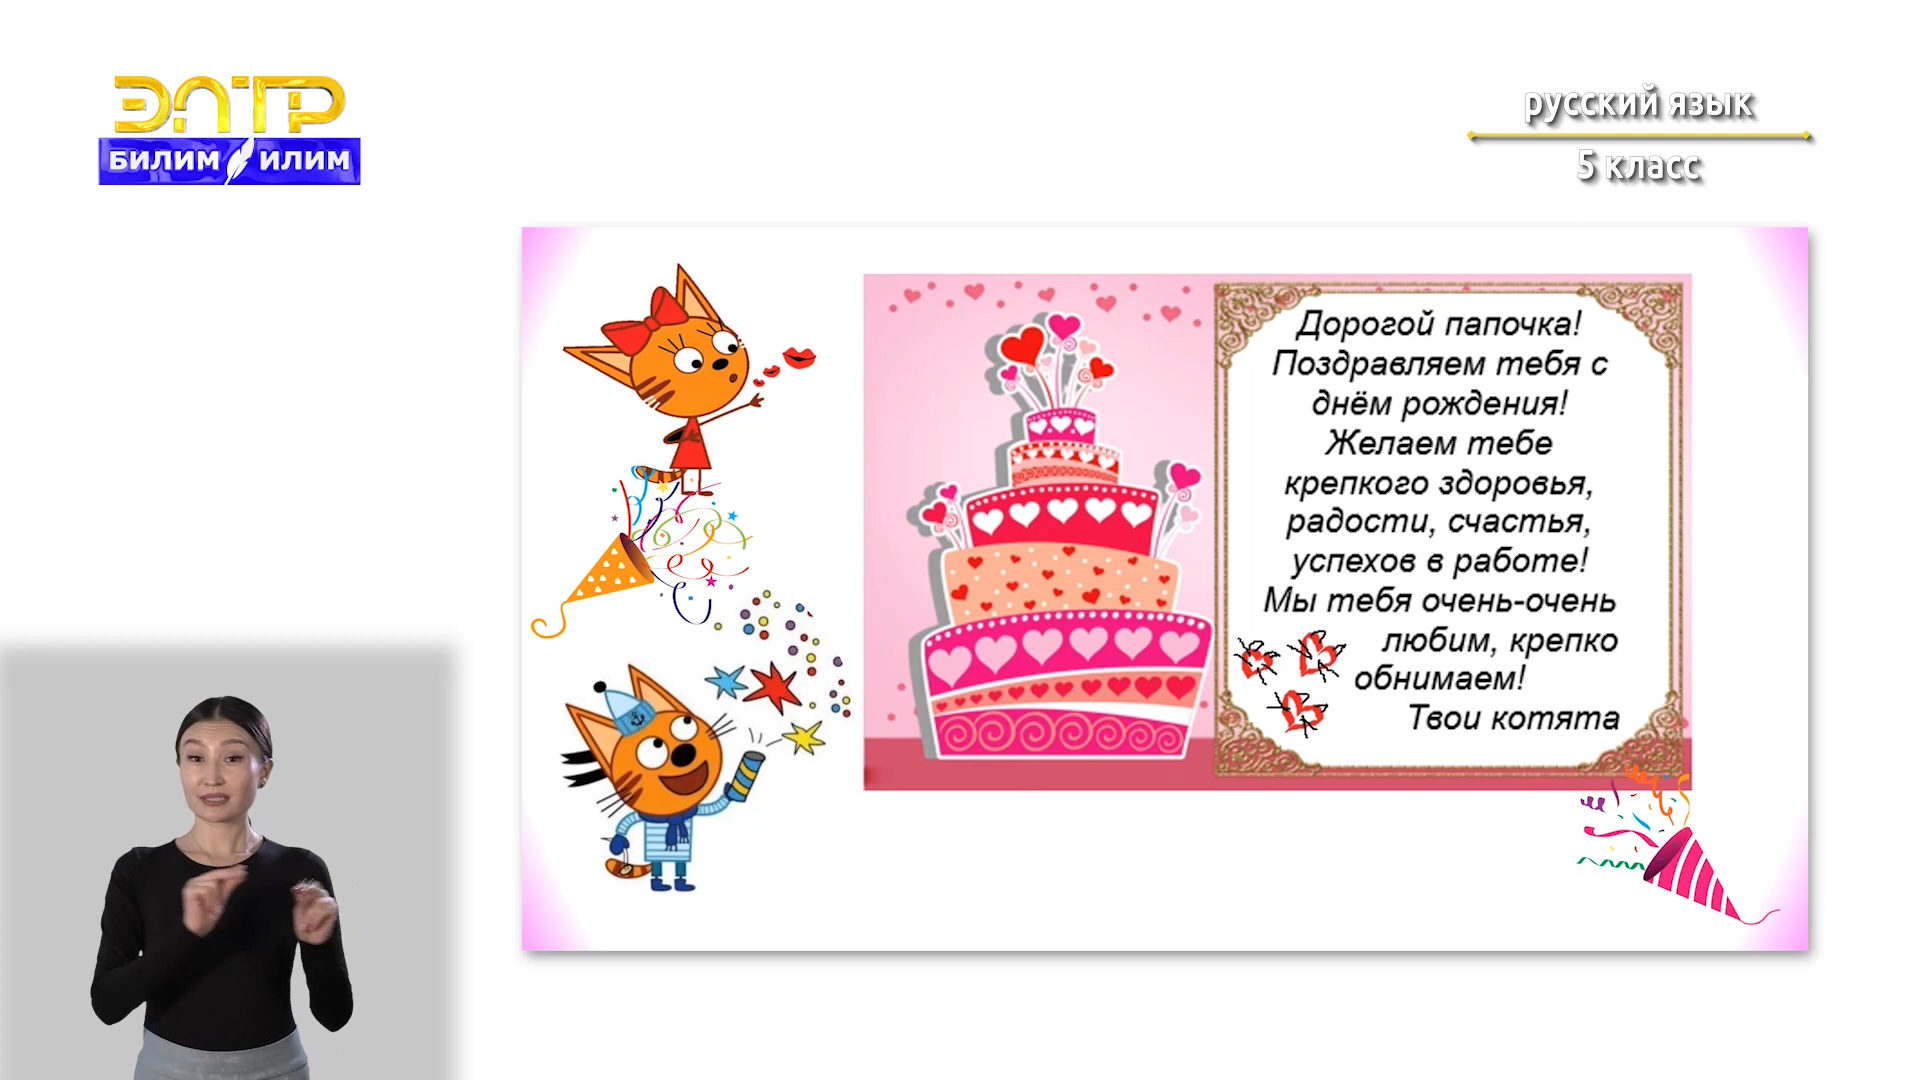 ЭЛТР
БИЛИМ ИЛИМ
русский язык
5 класс
Дорогой папочка!
Поздравляем тебя с
днём рождения!
Желаем тебе
крепкого здоровья,
радости, счастья,
успехов в работе!
Мы тебя очень-очень
любим, крепко
обнимаем!
Твои котята